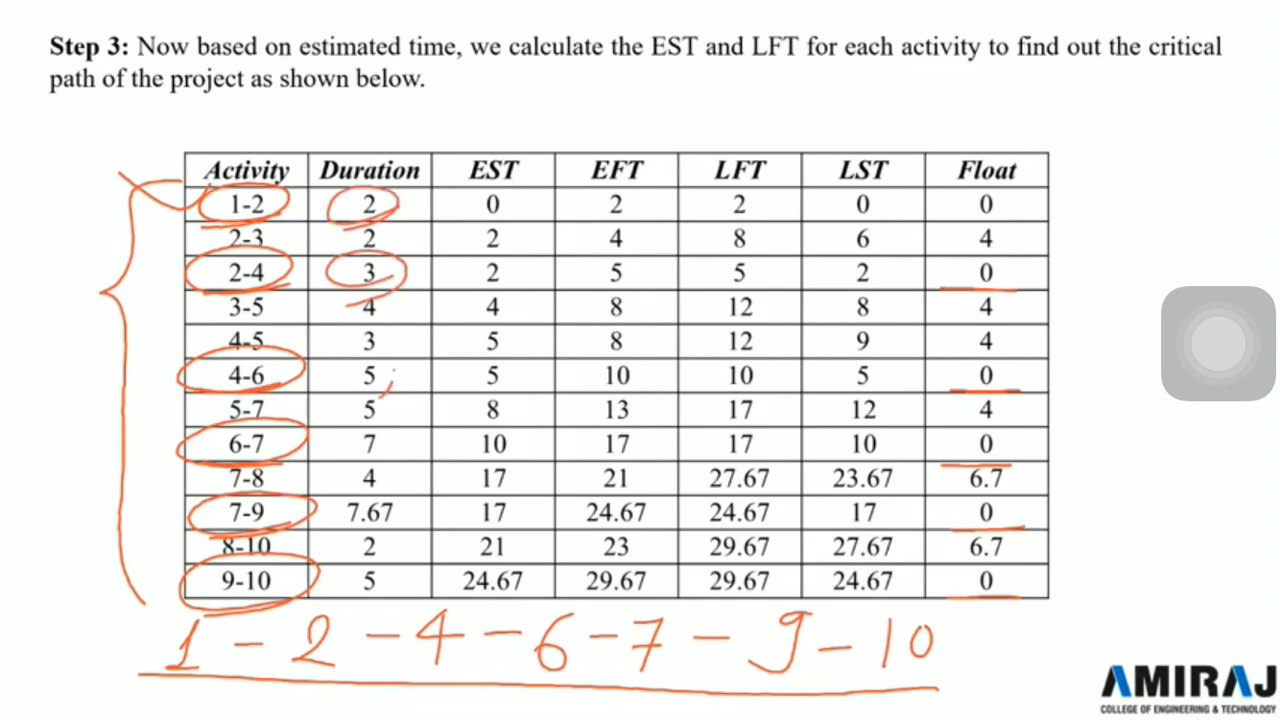 Step 3: Now based on estimated time, we calculate the EST and LFT for each activity to find out the critical
path of the project as shown below.
Activity Duration EST EFT LFT LST Float
1-2 2 0 2 2 0 0
2-3 2 2 4 8 6 4
2-4 3 2 5 5 2 0
3-5 4 4 8 12 8 4
4-5 3 5 8 12 9 4
4-6 5 5 10 10 5 0
5-7 5 8 13 17 12 4
6-7 7 10 17 17 10 0
7-8 4 17 21 27.67 23.67 6.7
7-9 7.67 17 24.67 24.67 17 0
8-10 2 21 23 29.67 27.67 6.7
9-10 5 24.67 29.67 29.67 24.67 0
1 - 2 - 4 - 6 - 7 - 9 - 10
AMIRAJ
COLLEGE OF ENGINEERING & TECHNOLOGY